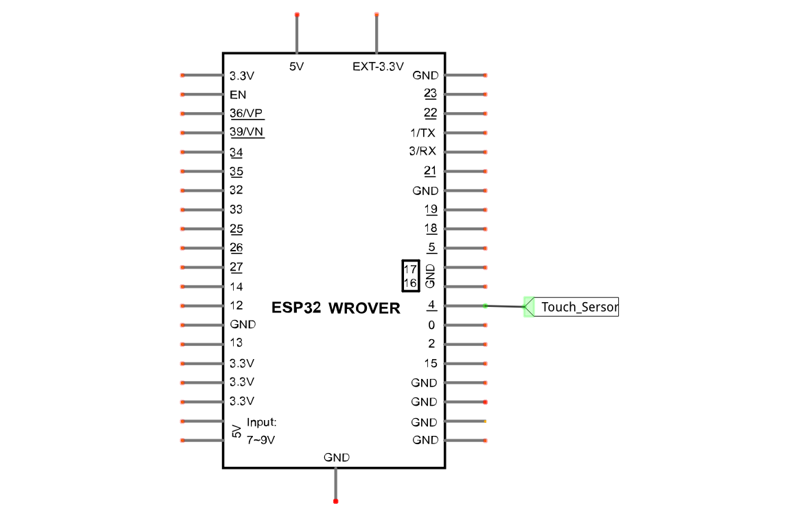 5V EXT-3.3V
3.3V GND
EN 23
36/VP 22
39/VN 1/TX
34 3/RX
35 21
32 GND
33 19
25 18
26 5
27 17 GND
14 16 GND
12 ESP32 WROVER 4 Touch_Sersor
GND 0
13 2
3.3V 15
3.3V GND
3.3V GND
5V Input: GND
7~9V GND
GND